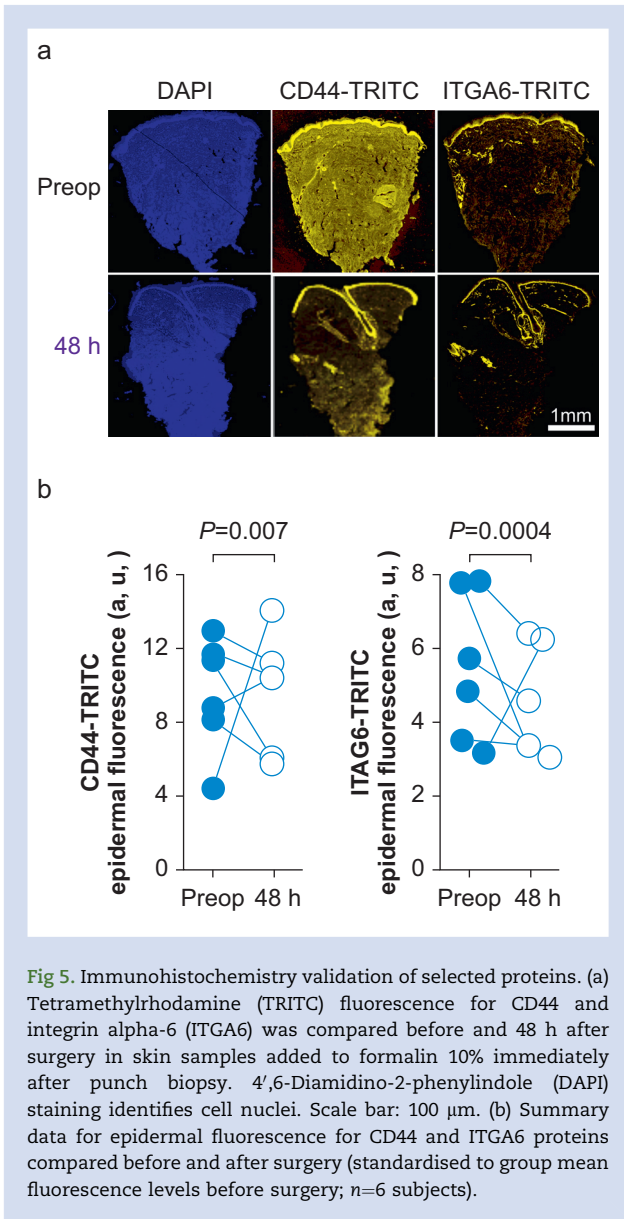 a
DAPI CD44-TRITC ITGA6-TRITC
Preop
48 h
1mm
b
P=0.007
P=0.0004
CD44-TRITC
epidermal fluorescence (a, u, )
16
12
8
4
0
Preop 48 h
ITAG6-TRITC
epidermal fluorescence (a, u, )
8
6
4
2
0
Preop 48 h
Fig 5. Immunohistochemistry validation of selected proteins. (a)
Tetramethylrhodamine (TRITC) fluorescence for CD44 and
integrin alpha-6 (ITGA6) was compared before and 48 h after
surgery in skin samples added to formalin 10% immediately
after punch biopsy. 4′,6-Diamidino-2-phenylindole (DAPI)
staining identifies cell nuclei. Scale bar: 100 μm. (b) Summary
data for epidermal fluorescence for CD44 and ITGA6 proteins
compared before and after surgery (standardised to group mean
fluorescence levels before surgery; n=6 subjects).